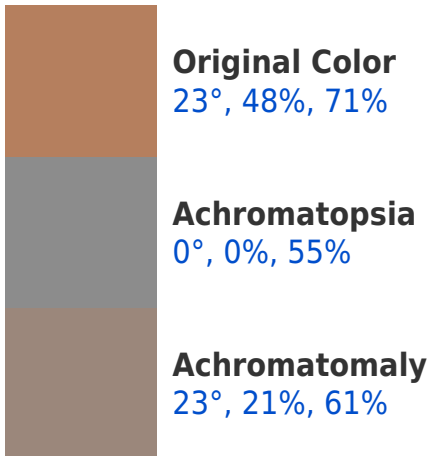 Original Color
23°, 48%, 71%
Achromatopsia
0°, 0%, 55%
Achromatomaly
23°, 21%, 61%